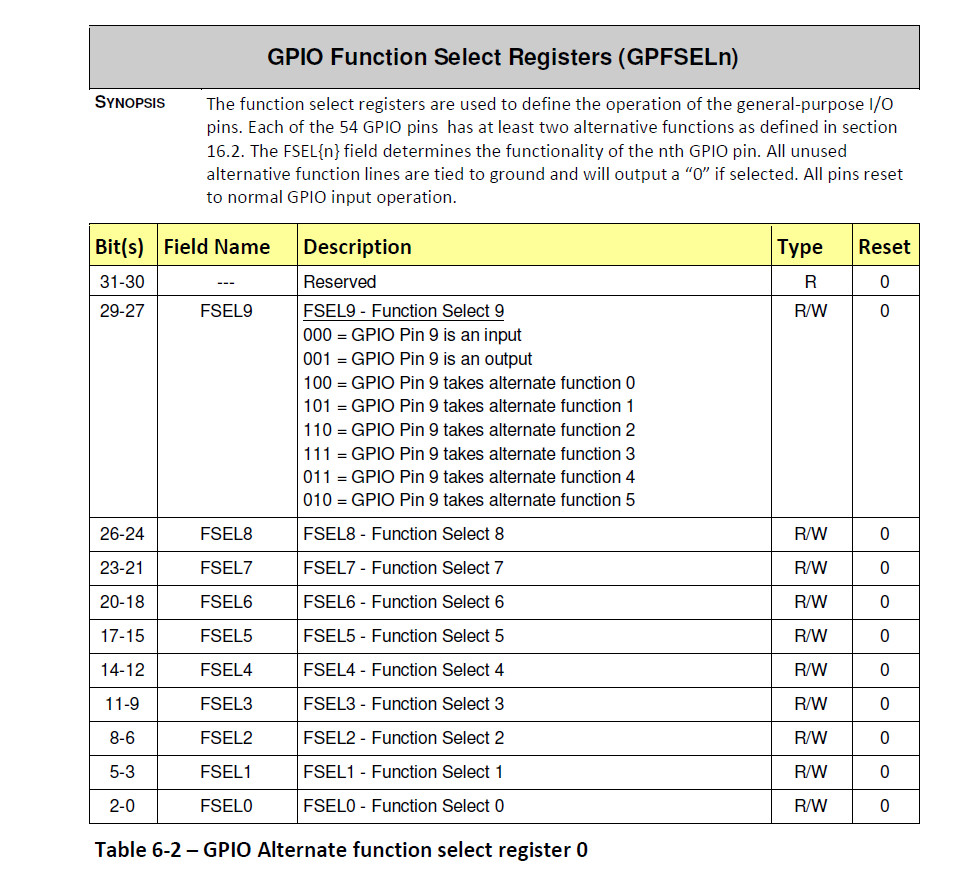 GPIO Function Select Registers (GPFSELn)
SYNOPSIS The function select registers are used to define the operation of the general-purpose I/O
pins. Each of the 54 GPIO pins has at least two alternative functions as defined in section
16.2. The FSEL{n} field determines the functionality of the nth GPIO pin. All unused
alternative function lines are tied to ground and will output a “0” if selected. All pins reset
to normal GPIO input operation.
Bit(s) Field Name Description Type Reset
31-30 --- Reserved R 0
29-27 FSEL9 FSEL9 - Function Select 9 R/W 0
000 = GPIO Pin 9 is an input
001 = GPIO Pin 9 is an output
100 = GPIO Pin 9 takes alternate function 0
101 = GPIO Pin 9 takes alternate function 1
110 = GPIO Pin 9 takes alternate function 2
111 = GPIO Pin 9 takes alternate function 3
011 = GPIO Pin 9 takes alternate function 4
010 = GPIO Pin 9 takes alternate function 5
26-24 FSEL8 FSEL8 - Function Select 8 R/W 0
23-21 FSEL7 FSEL7 - Function Select 7 R/W 0
20-18 FSEL6 FSEL6 - Function Select 6 R/W 0
17-15 FSEL5 FSEL5 - Function Select 5 R/W 0
14-12 FSEL4 FSEL4 - Function Select 4 R/W 0
11-9 FSEL3 FSEL3 - Function Select 3 R/W 0
8-6 FSEL2 FSEL2 - Function Select 2 R/W 0
5-3 FSEL1 FSEL1 - Function Select 1 R/W 0
2-0 FSEL0 FSEL0 - Function Select 0 R/W 0
Table 6-2 – GPIO Alternate function select register 0